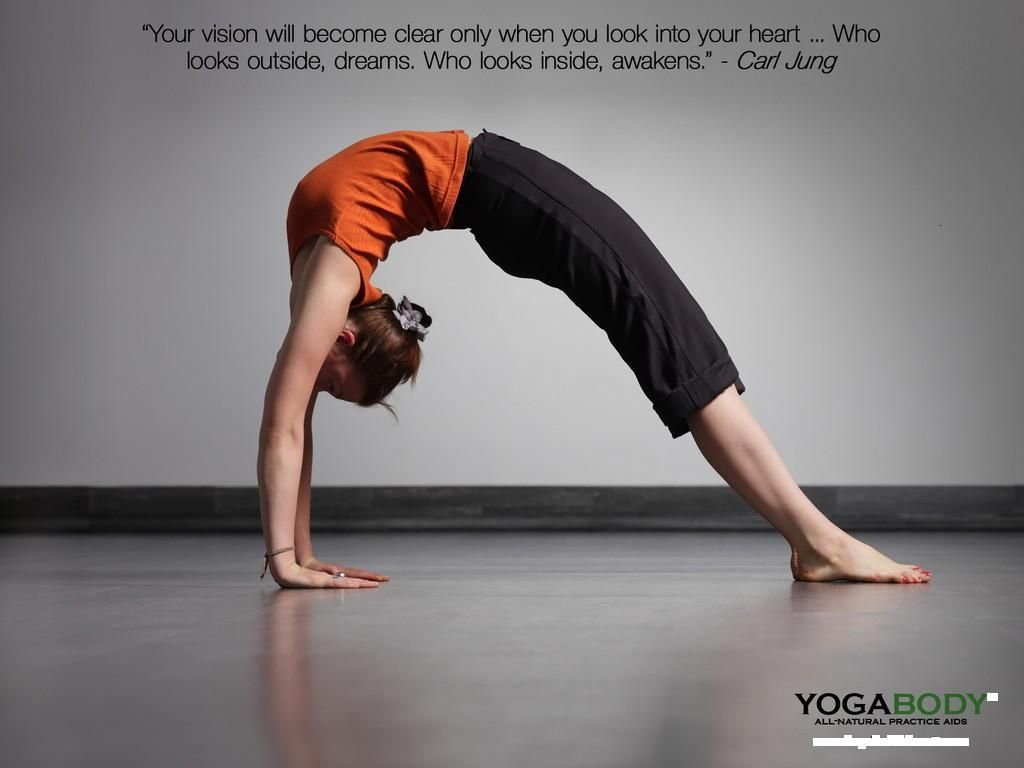 “Your vision will become clear only when you look into your heart ... Who
looks outside, dreams. Who looks inside, awakens.” - Carl Jung
YOGABODY
ALL-NATURAL PRACTICE AIDS